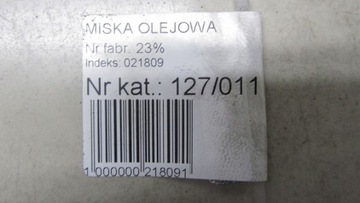 MISKA OLEJOWA
Nr fabr. 23%
Indeks: 021809
Nr kat.: 127/011
1 000000 218091